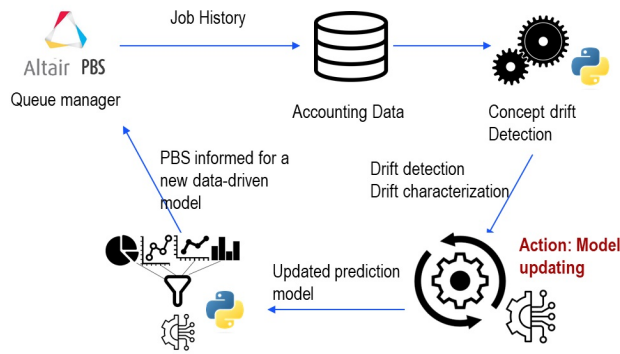 Job History
Altair PBS
Queue manager
Accounting Data
Concept drift
Detection
PBS informed for a
new data-driven
model
Drift detection
Drift characterization
Action: Model
updating
Updated prediction
model